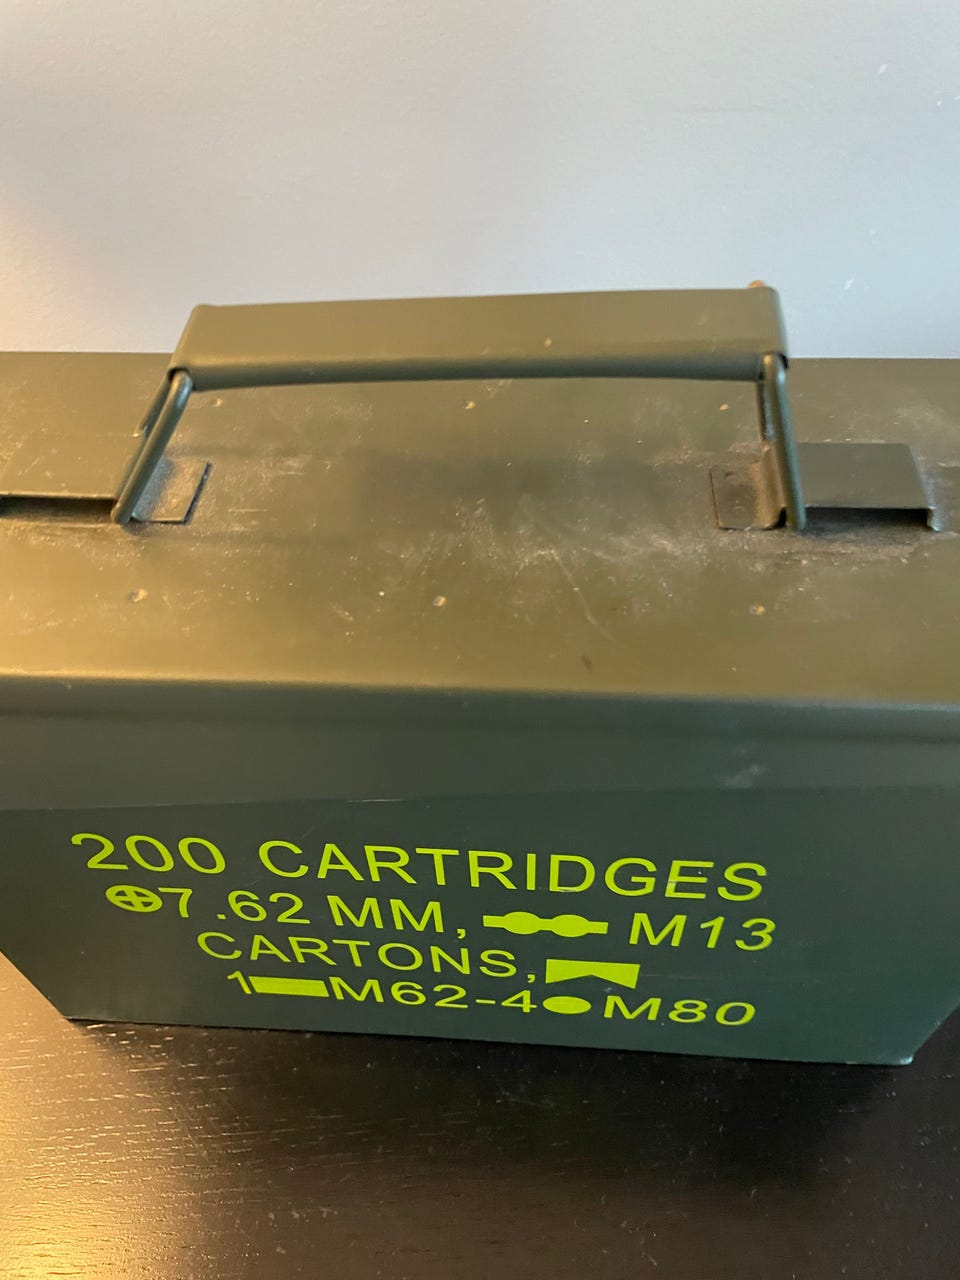 200 CARTRIDGES
⊕7.62 MM, M13
CARTONS,
1 M62-4 M80